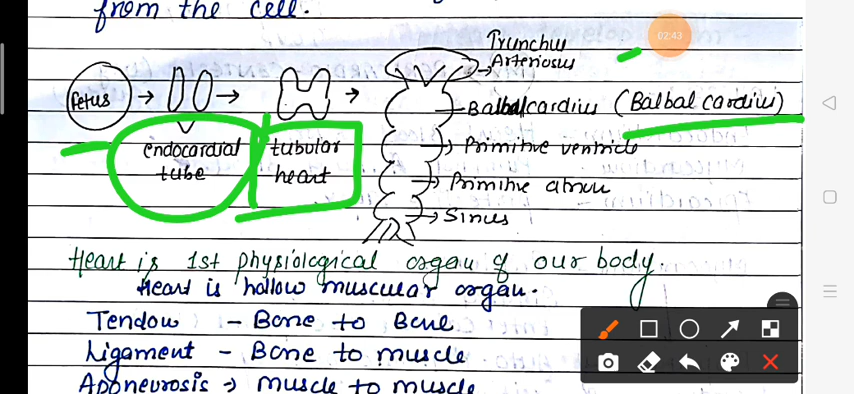 from the cell.
Trunchus
Arteriosus
02:43
Fetus
Balbalcardius (Balbal cardius)
endocardial
tube
tubular
heart
Primitive ventricle
Primitive atrium
Sinus
Heart is 1st physiological organ of our body.
Heart is hollow muscular organ.
Tendow - Bone to Bone
Ligament - Bone to muscle
Aponeurosis → muscle to muscle